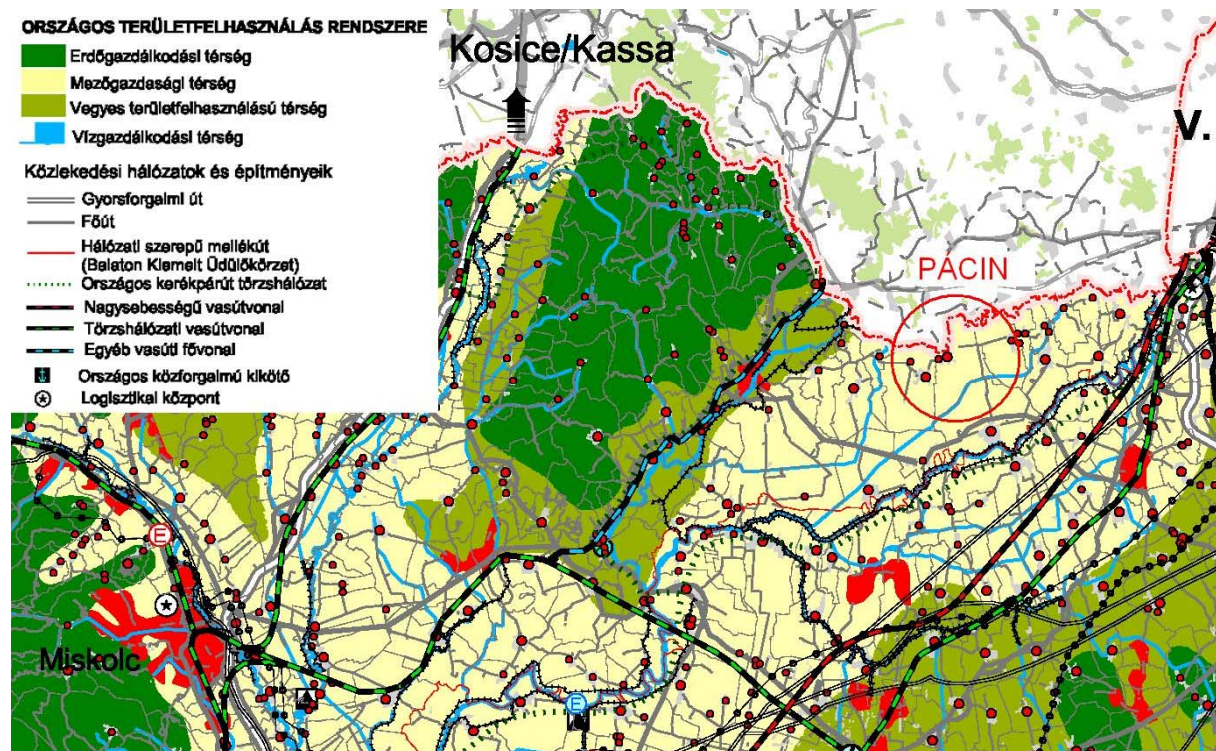 ORSZÁGOS TERÜLETFELHASZNÁLÁS RENDSZERE
Erdőgazdálkodási térség
Mezőgazdasági térség
Vegyes területfelhasználású térség
Vízgazdálkodási térség
Közlekedési hálózatok és építményeik
Gyorsforgalmi út
Főút
Hálózati szerepű mellékút
(Balaton Kiemelt Üdülőkörzet)
Országos kerékpárút törzshálózat
Nagysebességű vasútvonal
Törzshálózati vasútvonal
Egyéb vasúti fővonal
Országos közforgalmú kikötő
Logisztikai központ
Kosice/Kassa
V.
PÁCIN
E
Miskolc
E